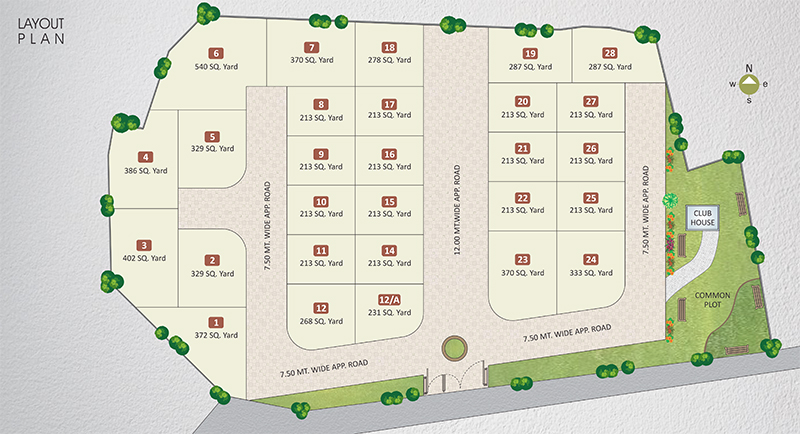 LAYOUT
PLAN
N
w e
s
6
540 SQ. Yard
7
370 SQ. Yard
18
278 SQ. Yard
19
287 SQ. Yard
28
287 SQ. Yard
8
213 SQ. Yard
17
213 SQ. Yard
20
213 SQ. Yard
27
213 SQ. Yard
5
329 SQ. Yard
4
386 SQ. Yard
9
213 SQ. Yard
16
213 SQ. Yard
21
213 SQ. Yard
26
213 SQ. Yard
10
213 SQ. Yard
15
213 SQ. Yard
22
213 SQ. Yard
25
213 SQ. Yard
3
402 SQ. Yard
2
329 SQ. Yard
11
213 SQ. Yard
14
213 SQ. Yard
23
370 SQ. Yard
24
333 SQ. Yard
12
268 SQ. Yard
12/A
231 SQ. Yard
1
372 SQ. Yard
7.50 MT. WIDE APP. ROAD
12.00 MTWIDE APP. ROAD
7.50 MT. WIDE APP. ROAD
7.50 MT. WIDE APP. ROAD
7.50 MT. WIDE APP. ROAD
CLUB
HOUSE
COMMON
PLOT